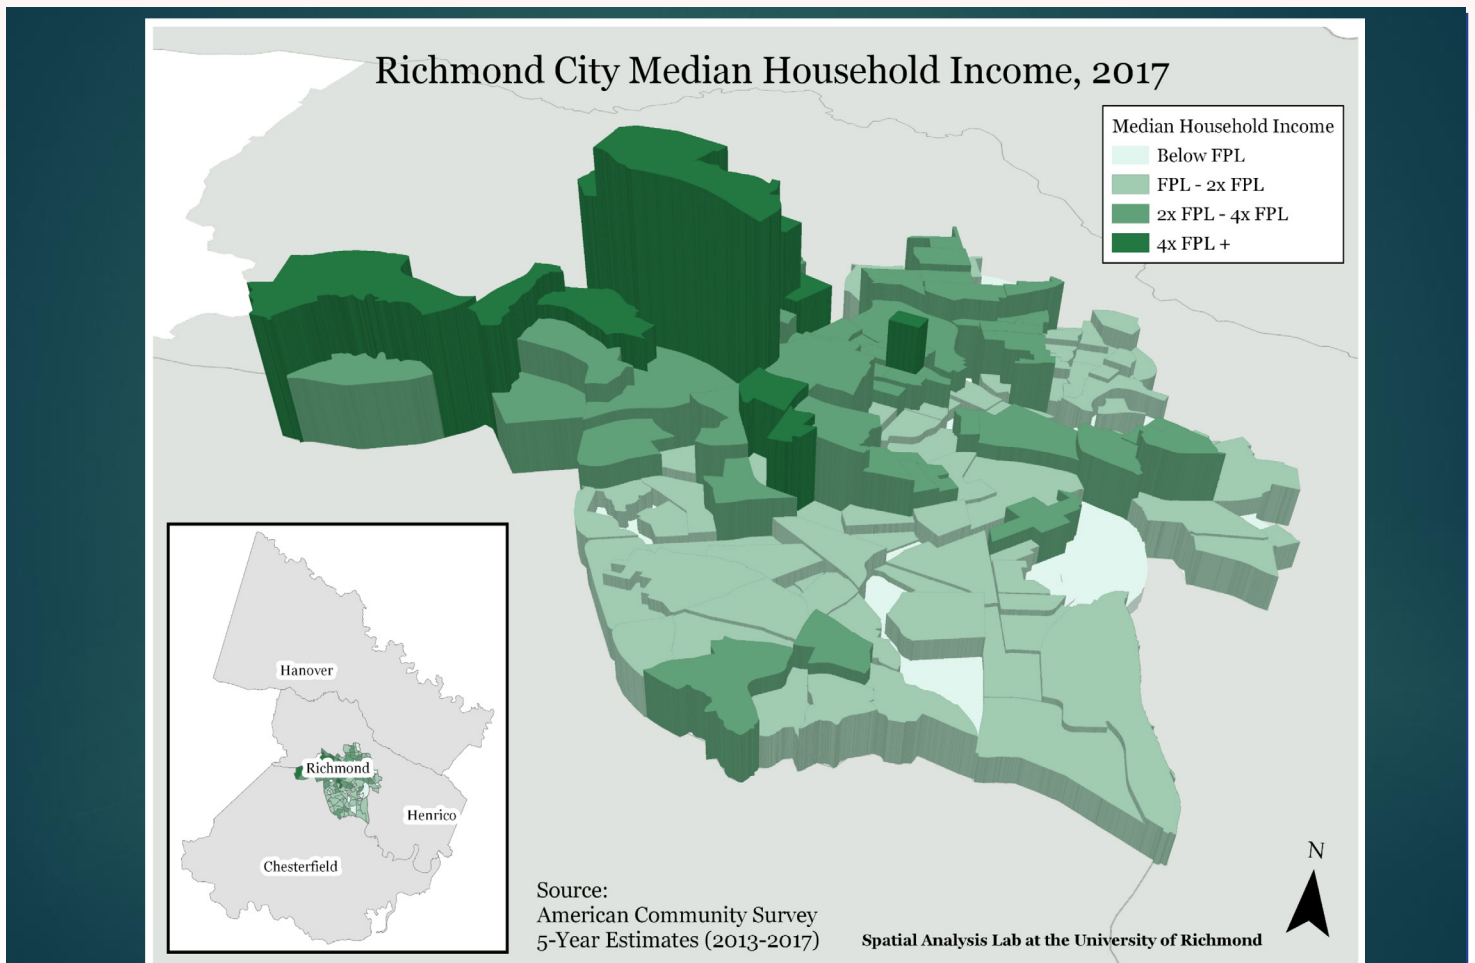 Richmond City Median Household Income, 2017
Median Household Income
Below FPL
FPL - 2x FPL
2x FPL - 4x FPL
4x FPL +
Hanover
Richmond
Henrico
Chesterfield
Source:
American Community Survey
5-Year Estimates (2013-2017)
Spatial Analysis Lab at the University of Richmond
N